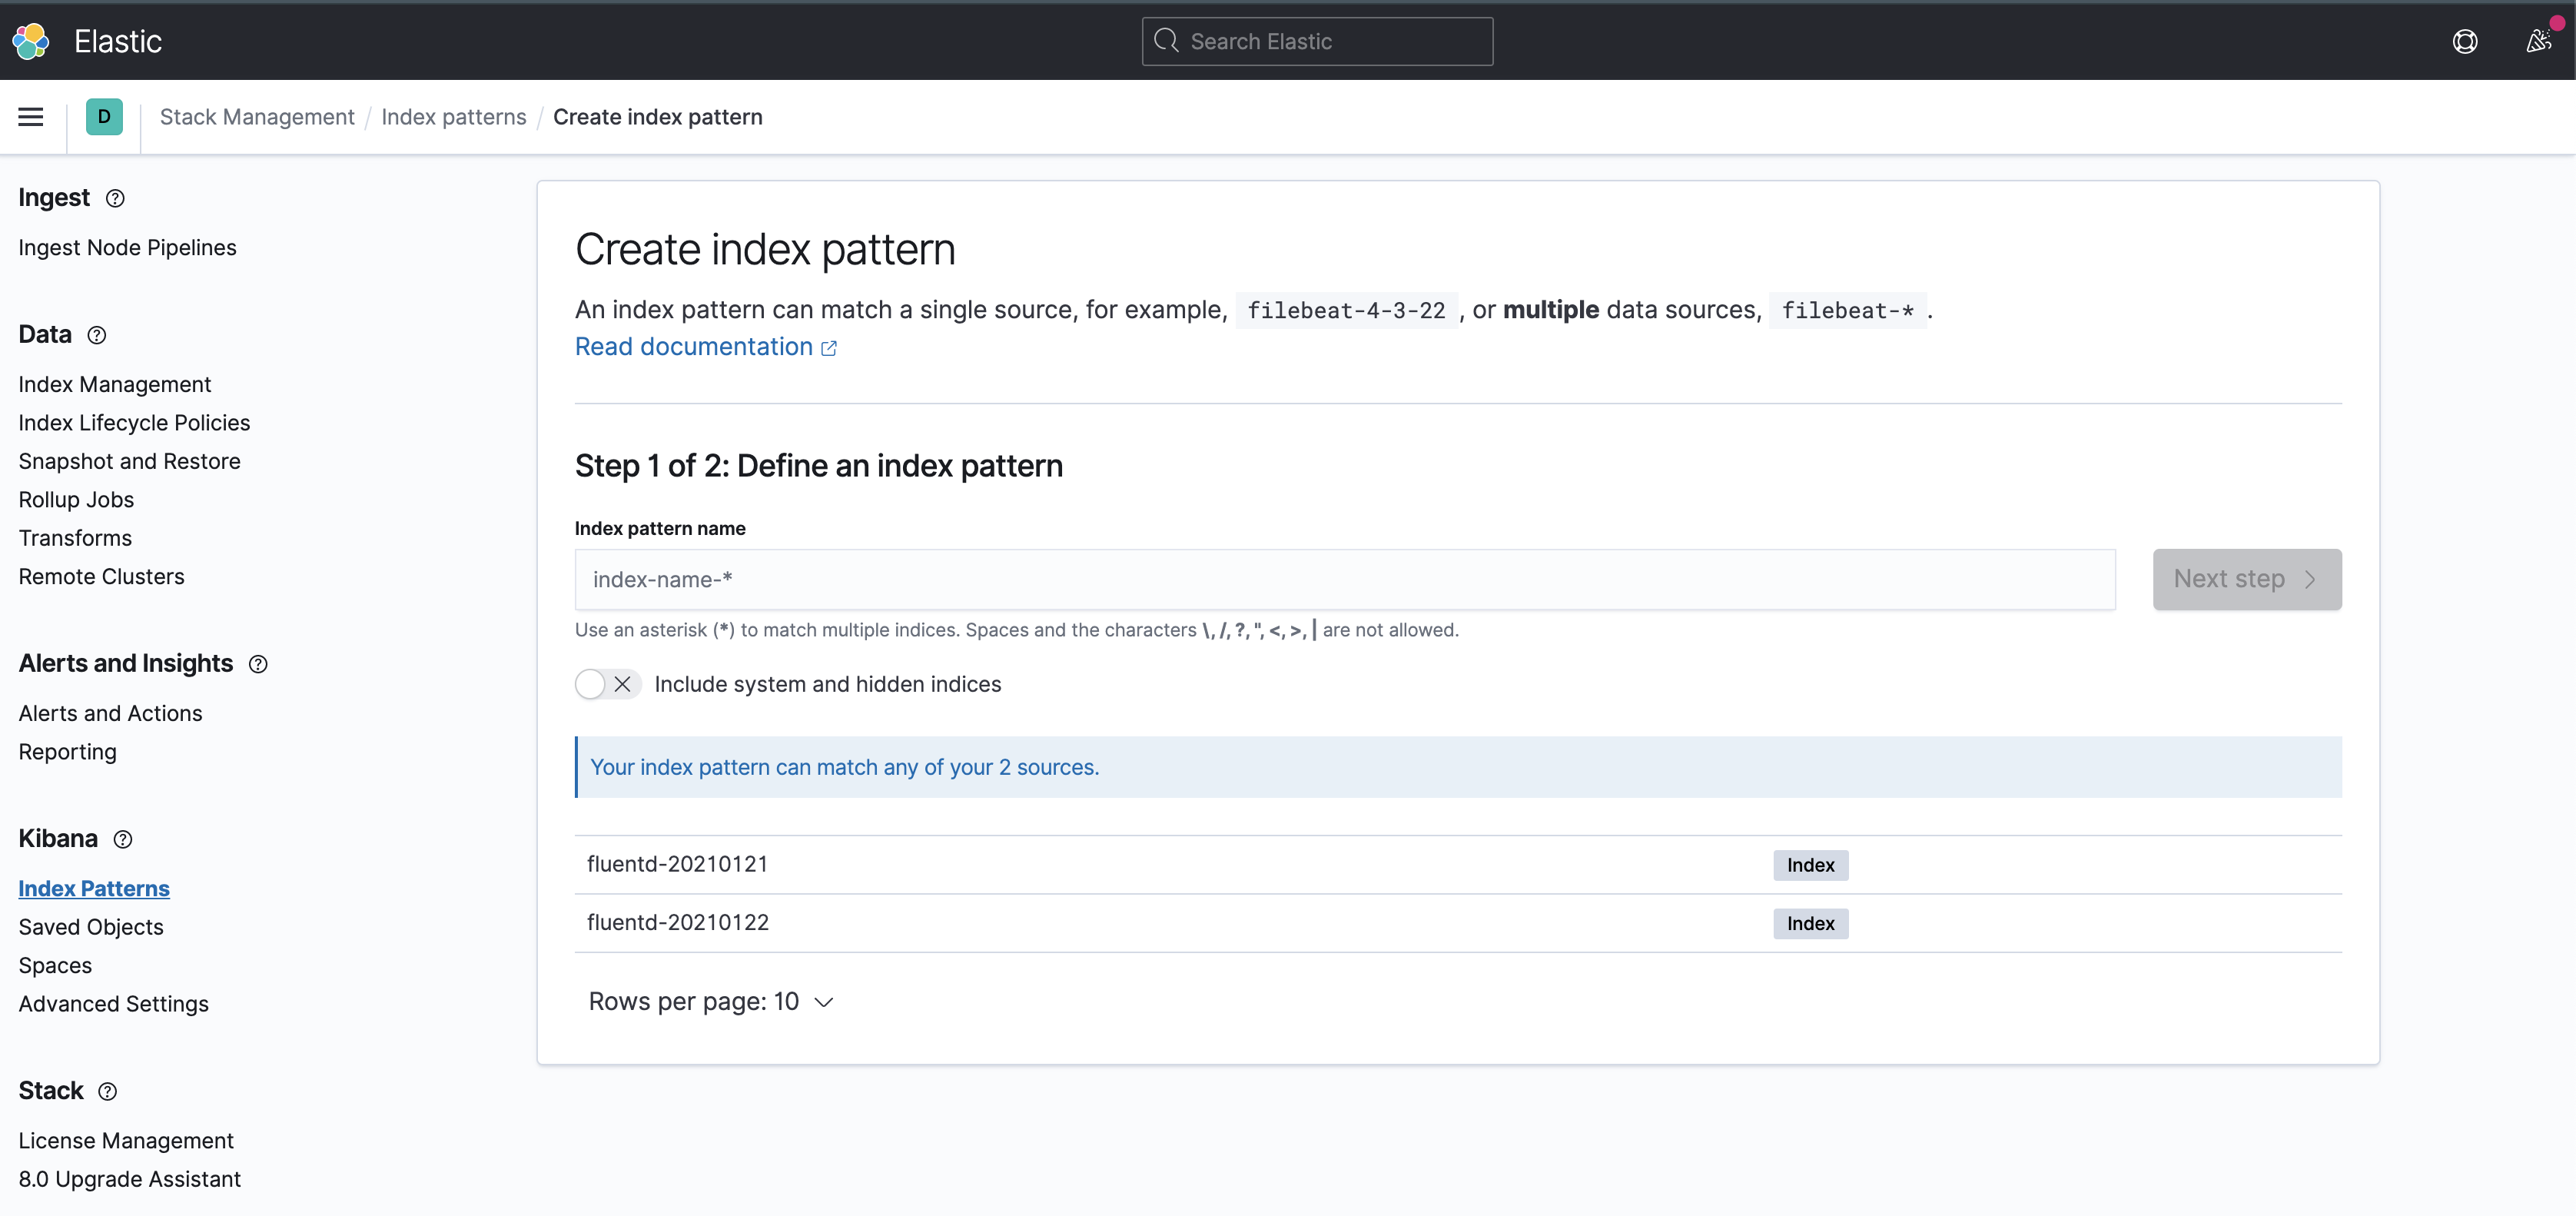 Elastic
Search Elastic
D
Stack Management / Index patterns / Create index pattern
Ingest
Ingest Node Pipelines
Data
Index Management
Index Lifecycle Policies
Snapshot and Restore
Rollup Jobs
Transforms
Remote Clusters
Alerts and Insights
Alerts and Actions
Reporting
Kibana
Index Patterns
Saved Objects
Spaces
Advanced Settings
Stack
License Management
8.0 Upgrade Assistant
Create index pattern
An index pattern can match a single source, for example, filebeat-4-3-22 , or multiple data sources, filebeat-* .
Read documentation
Step 1 of 2: Define an index pattern
Index pattern name
index-name-*
Next step
Use an asterisk (*) to match multiple indices. Spaces and the characters \, /, ?, ", <, >, | are not allowed.
Include system and hidden indices
Your index pattern can match any of your 2 sources.
fluentd-20210121 Index
fluentd-20210122 Index
Rows per page: 10